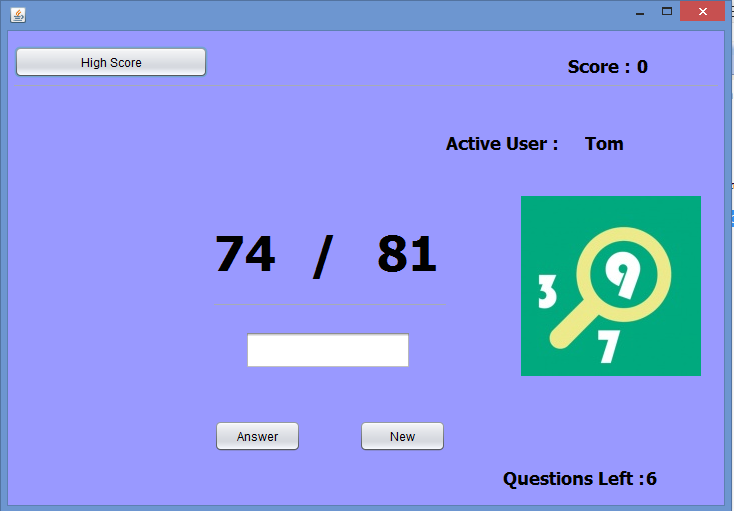 High Score
Score : 0
Active User : Tom
74 / 81
3 9
7
Answer New
Questions Left :6